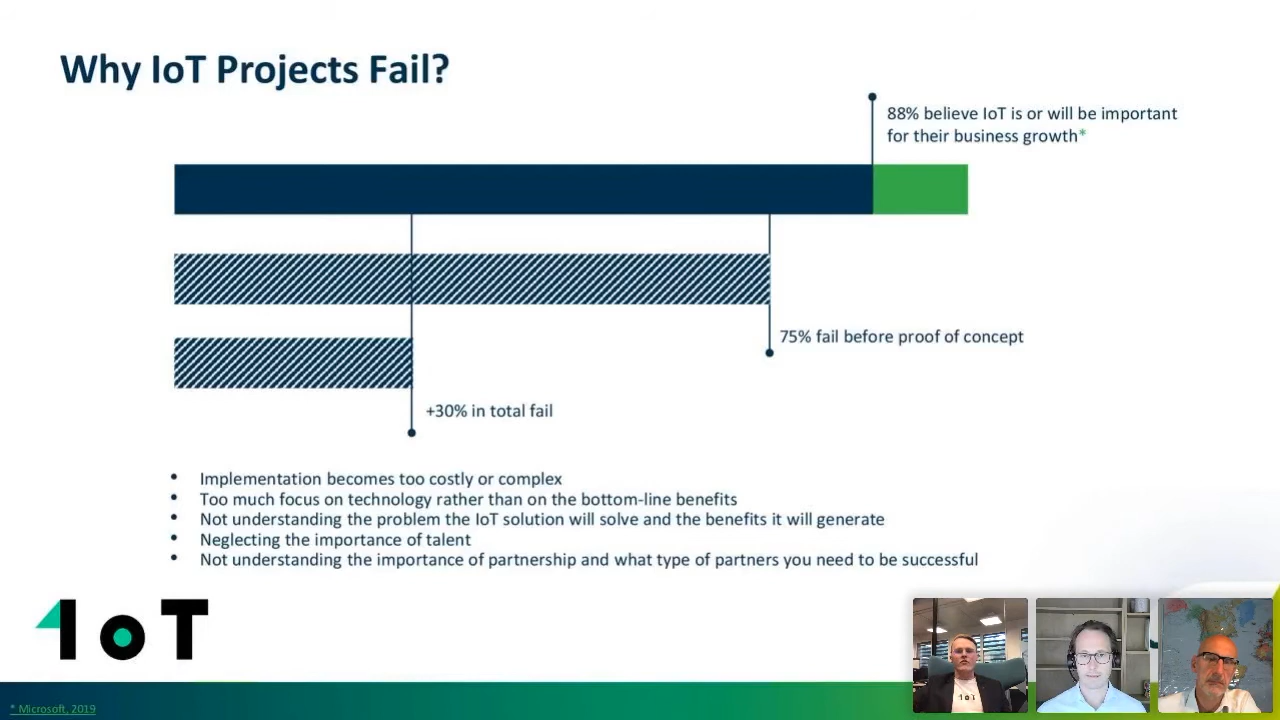 Why IoT Projects Fail?
88% believe IoT is or will be important
for their business growth*
75% fail before proof of concept
+30% in total fail
• Implementation becomes too costly or complex
• Too much focus on technology rather than on the bottom-line benefits
• Not understanding the problem the IoT solution will solve and the benefits it will generate
• Neglecting the importance of talent
• Not understanding the importance of partnership and what type of partners you need to be successful
1oT
1oT
* Microsoft, 2019